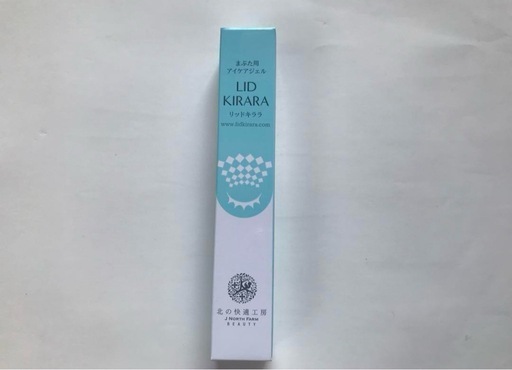 まぶた用
アイケアジェル
LID
KIRARA
リッドキララ
www.lidkirara.com
北の快適工房
J NORTH FARM
BEAUTY